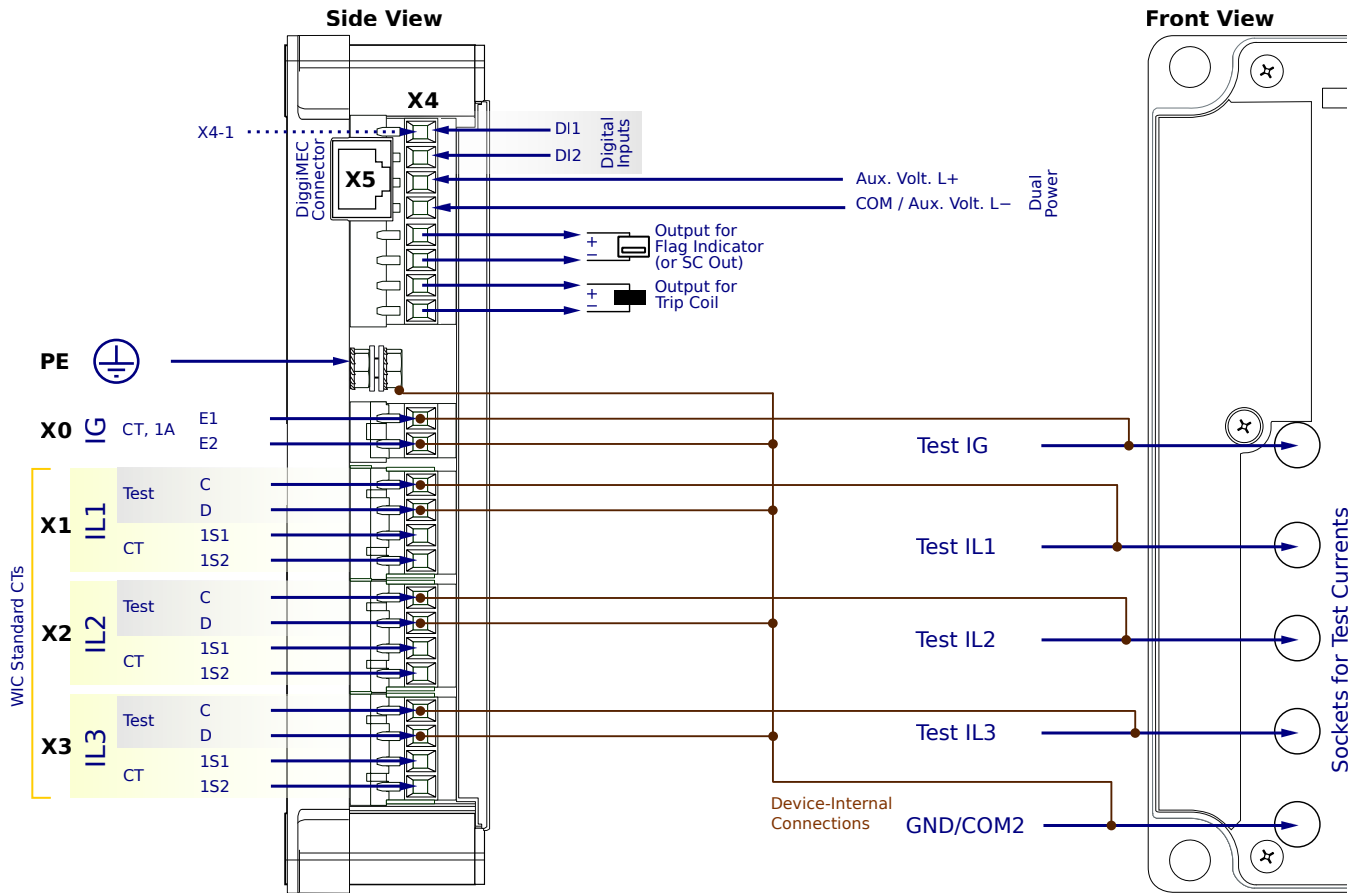 Side View
Front View
X4
X4-1
DI1
DI2
Digital
Inputs
DiggiMEC
Connector
X5
Aux. Volt. L+
COM / Aux. Volt. L−
Dual
Power
+
−
Output for
Flag Indicator
(or SC Out)
+
−
Output for
Trip Coil
PE
X0
IG
CT, 1A
E1
E2
Test IG
WIC Standard CTs
X1
IL1
Test
C
D
CT
1S1
1S2
Test IL1
X2
IL2
Test
C
D
CT
1S1
1S2
Test IL2
X3
IL3
Test
C
D
CT
1S1
1S2
Test IL3
Sockets for Test Currents
Device-Internal
Connections
GND/COM2